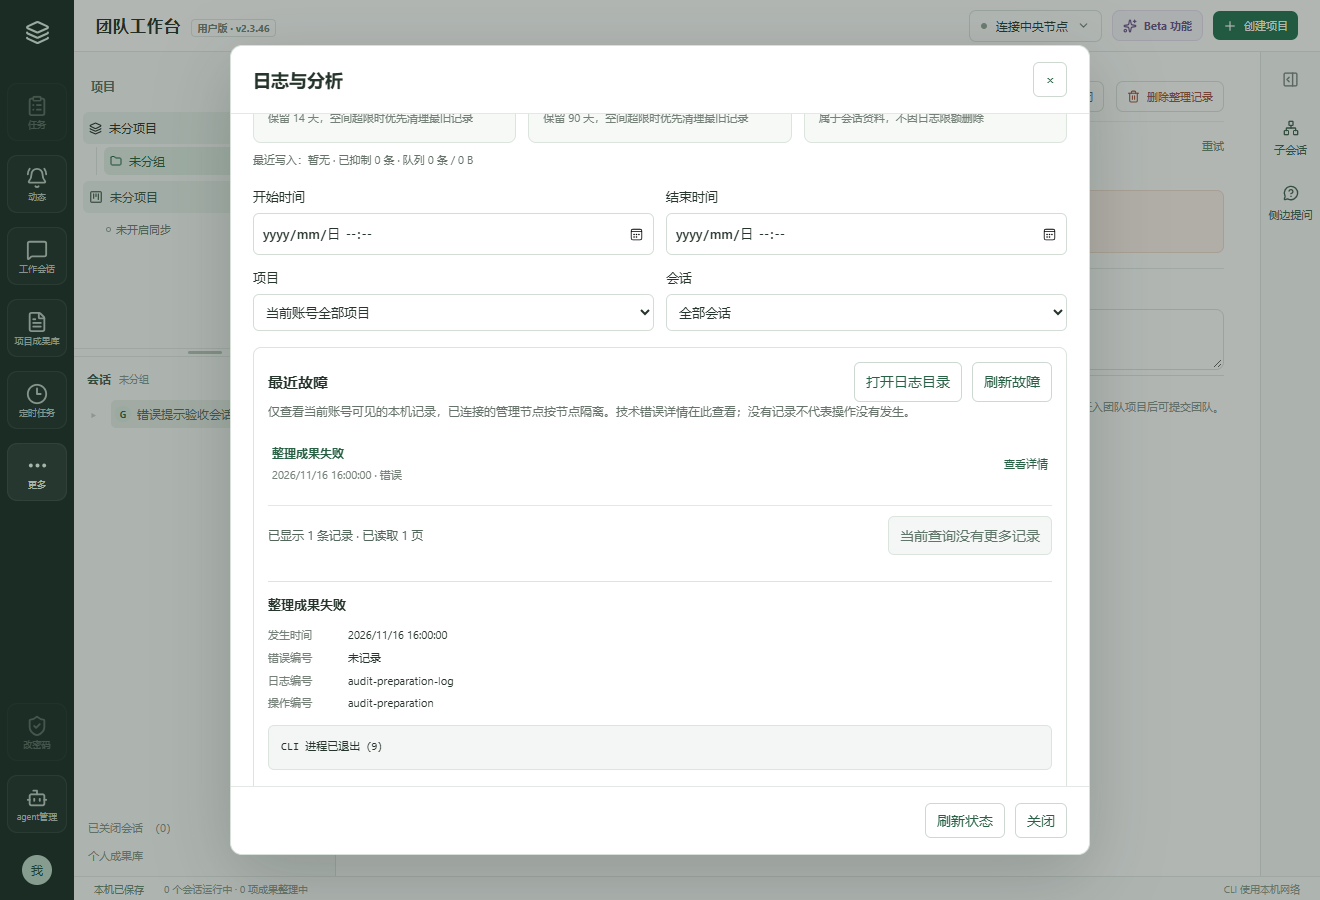 团队工作台
用户版 · v2.3.46
连接中央节点
Beta 功能
创建项目
任务
动态
工作会话
项目成果库
定时任务
更多
改密码
agent管理
我
项目
未分项目
未分组
未分项目
未开启同步
会话 未分组
G 错误提示验收会话
已关闭会话 (0)
个人成果库
日志与分析
×
保留 14 天，空间超限时优先清理最旧记录
保留 90 天，空间超限时优先清理最旧记录
属于会话资料，不因日志限额删除
最近写入：暂无 · 已抑制 0 条 · 队列 0 条 / 0 B
开始时间
结束时间
yyyy/mm/日 --:--
yyyy/mm/日 --:--
项目
会话
当前账号全部项目
全部会话
最近故障
打开日志目录
刷新故障
仅查看当前账号可见的本机记录，已连接的管理节点按节点隔离。技术错误详情在此查看；没有记录不代表操作没有发生。
整理成果失败
2026/11/16 16:00:00 · 错误
查看详情
已显示 1 条记录 · 已读取 1 页
当前查询没有更多记录
整理成果失败
发生时间 2026/11/16 16:00:00
错误编号 未记录
日志编号 audit-preparation-log
操作编号 audit-preparation
CLI 进程已退出 (9)
刷新状态
关闭
删除整理记录
重试
入团队项目后可提交团队。
子会话
侧边提问
本机已保存
0 个会话运行中 · 0 项成果整理中
CLI 使用本机网络